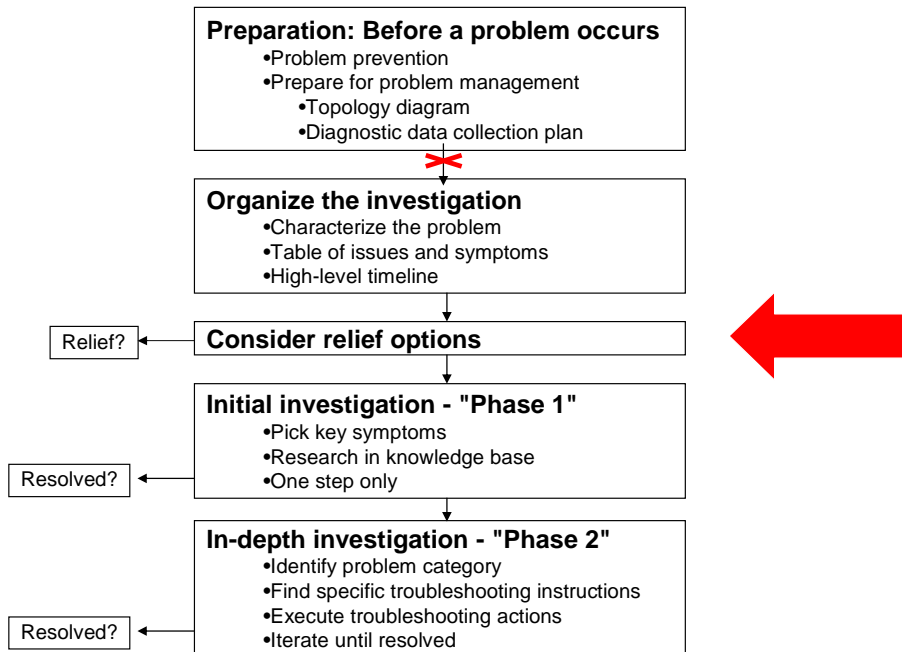 Preparation: Before a problem occurs
•Problem prevention
•Prepare for problem management
•Topology diagram
•Diagnostic data collection plan
Organize the investigation
•Characterize the problem
•Table of issues and symptoms
•High-level timeline
Relief?
Consider relief options
Initial investigation - "Phase 1"
•Pick key symptoms
•Research in knowledge base
Resolved?
•One step only
In-depth investigation - "Phase 2"
•Identify problem category
•Find specific troubleshooting instructions
•Execute troubleshooting actions
Resolved?
•Iterate until resolved